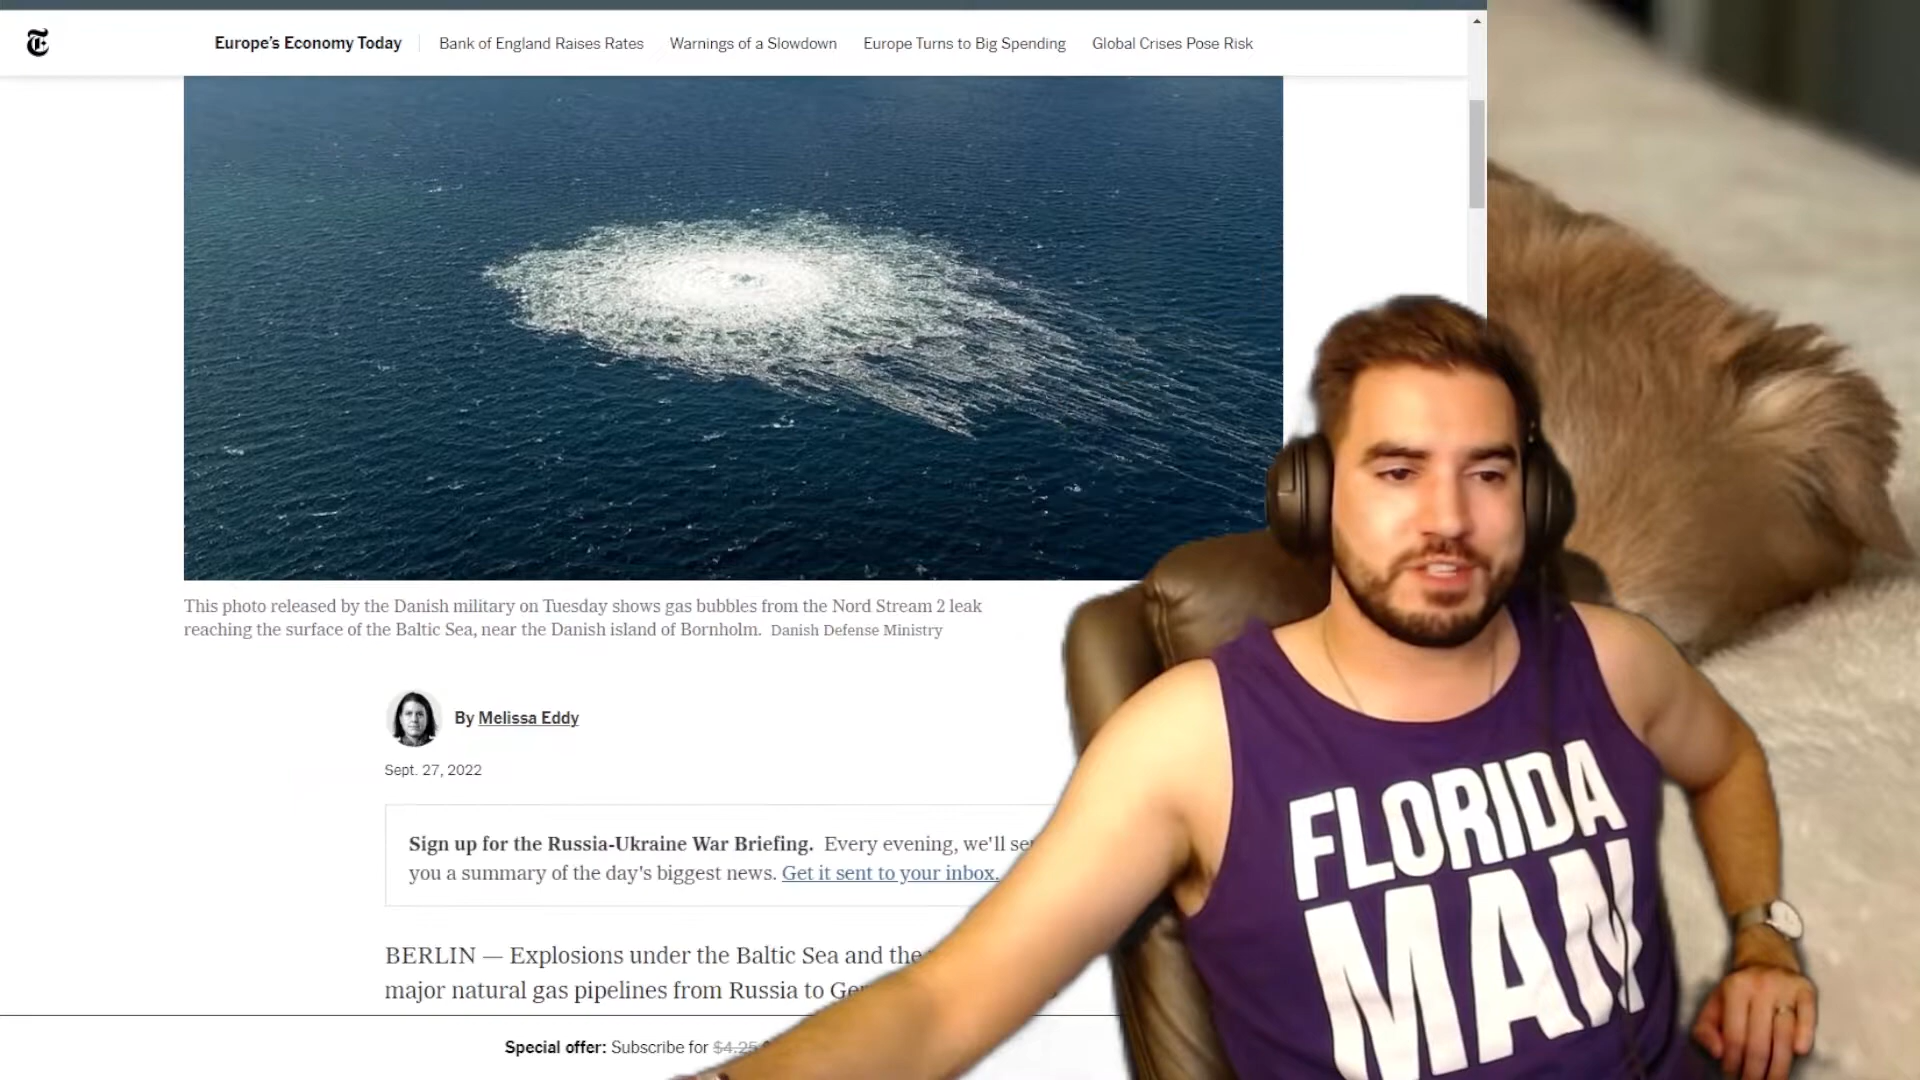 Europe's Economy Today
Bank of England Raises Rates
Warnings of a Slowdown
Europe Turns to Big Spending
Global Crises Pose Risk
This photo released by the Danish military on Tuesday shows gas bubbles from the Nord Stream 2 leak
reaching the surface of the Baltic Sea, near the Danish island of Bornholm. Danish Defense Ministry
By Melissa Eddy
Sept. 27, 2022
Sign up for the Russia-Ukraine War Briefing. Every evening, we'll
you a summary of the day's biggest news. Get it sent to your inbox.
BERLIN — Explosions under the Baltic Sea and the
major natural gas pipelines from Russia to
Special offer: Subscribe for $4.25
FLORIDA
MAN